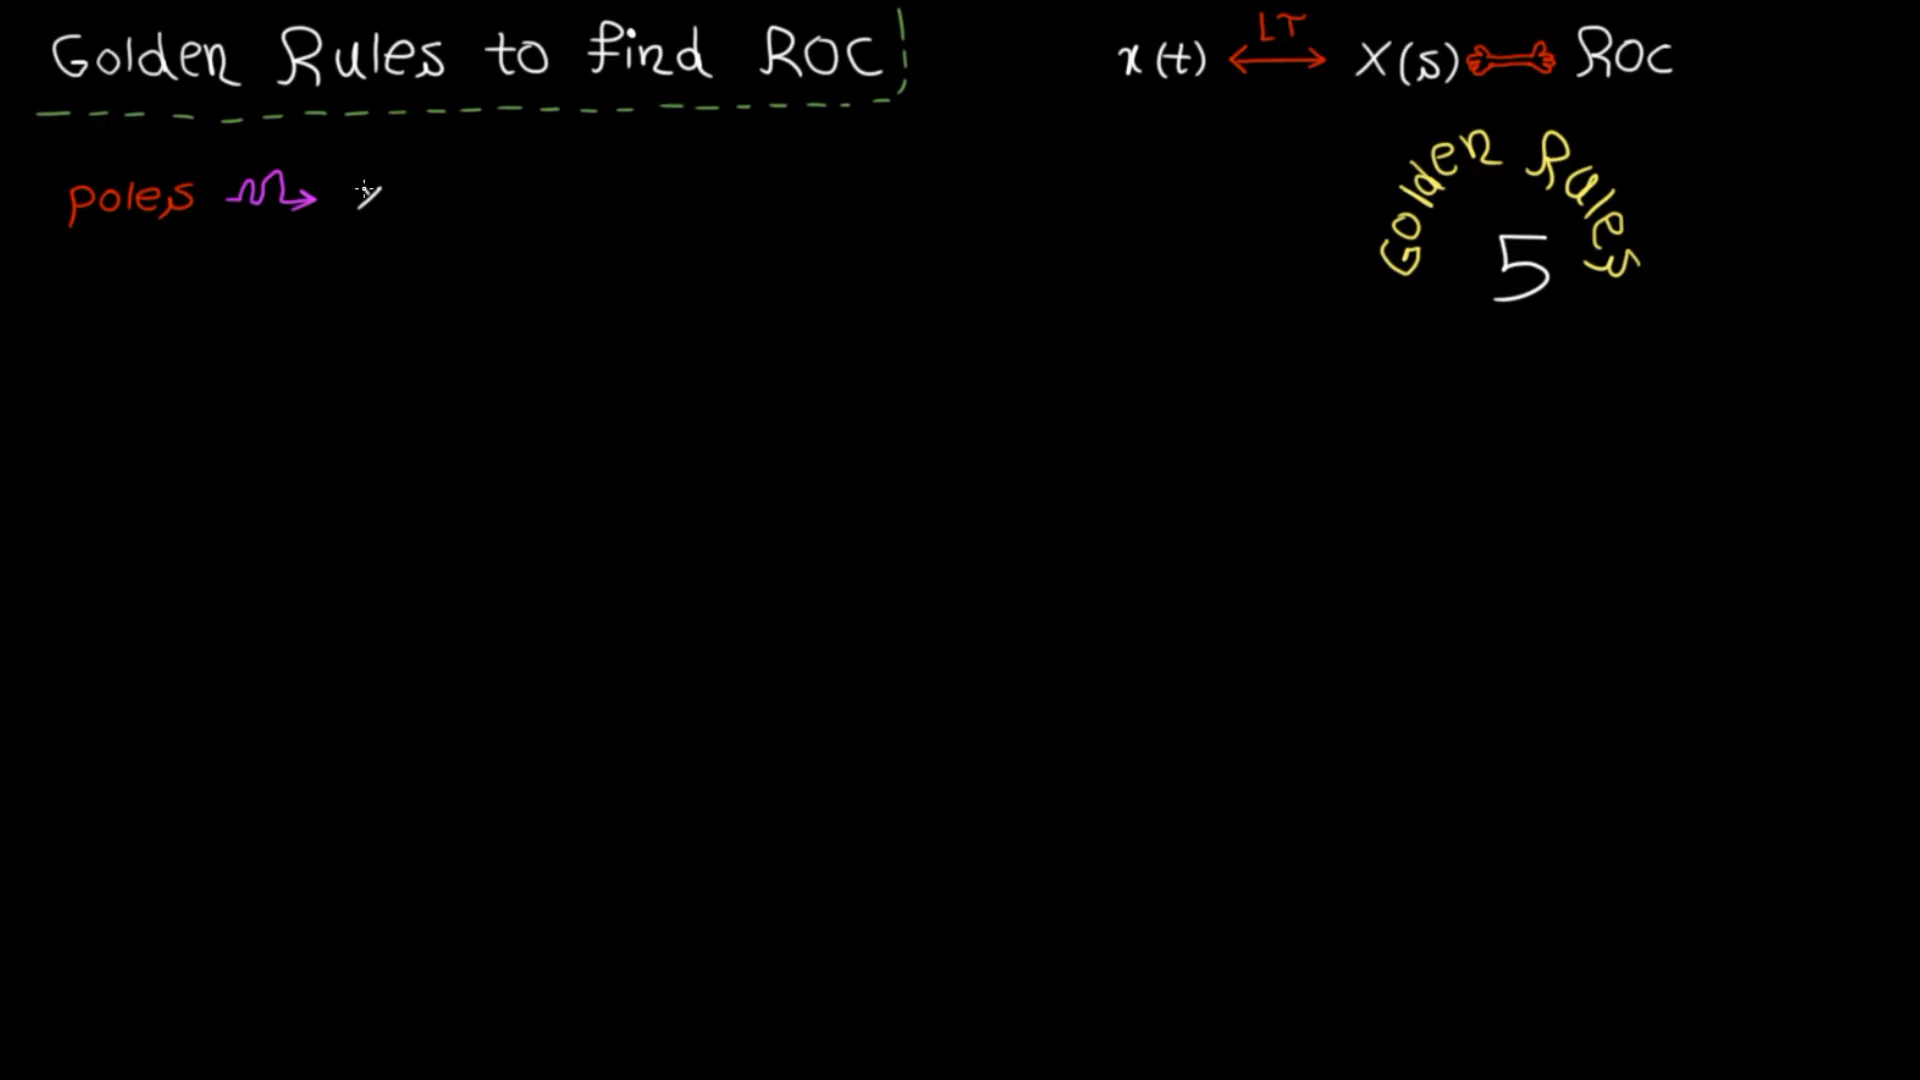 Golden Rules to find ROC
x(t) LT X(s) ROC
Golden Rules
5
poles